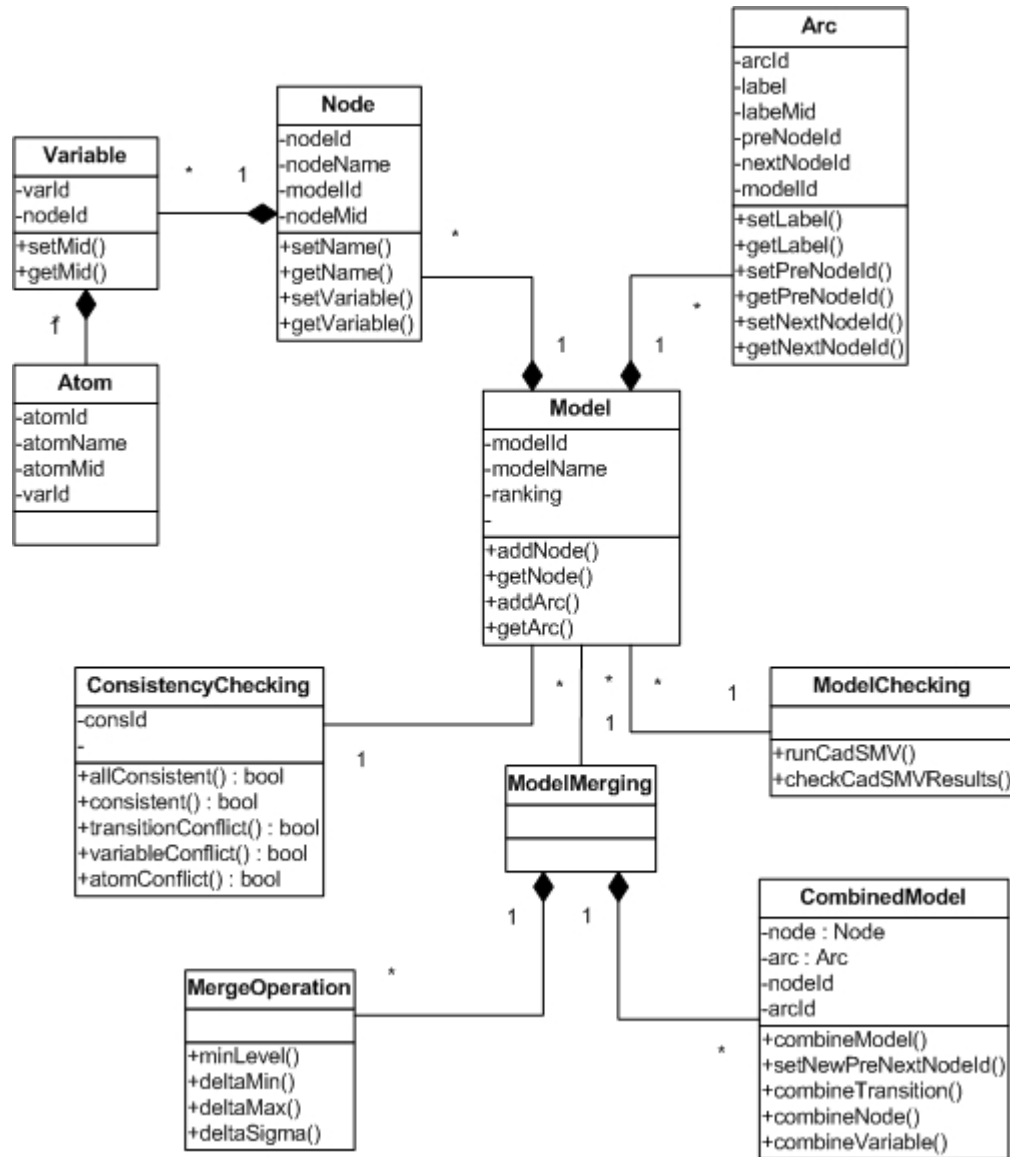 Arc
-arcId
-label
-labeMid
-preNodeId
-nextNodeId
-modelId
+setLabel()
+getLabel()
+setPreNodeId()
+getPreNodeId()
+setNextNodeId()
+getNextNodeId()
Node
-nodeId
-nodeName
-modelId
-nodeMid
+setName()
+getName()
+setVariable()
+getVariable()
Variable
-varId
-nodeId
+setMid()
+getMid()
* 1
*
*
1 1
Atom
-atomId
-atomName
-atomMid
-varId
Model
-modelId
-modelName
-ranking
-
+addNode()
+getNode()
+addArc()
+getArc()
ConsistencyChecking
-consId
-
+allConsistent() : bool
+consistent() : bool
+transitionConflict() : bool
+variableConflict() : bool
+atomConflict() : bool
* * *
1 1 1
ModelChecking
+runCadSMV()
+checkCadSMVResults()
ModelMerging
1 1
*
*
MergeOperation
+minLevel()
+deltaMin()
+deltaMax()
+deltaSigma()
CombinedModel
-node : Node
-arc : Arc
-nodeId
-arcId
+combineModel()
+setNewPreNextNodeId()
+combineTransition()
+combineNode()
+combineVariable()